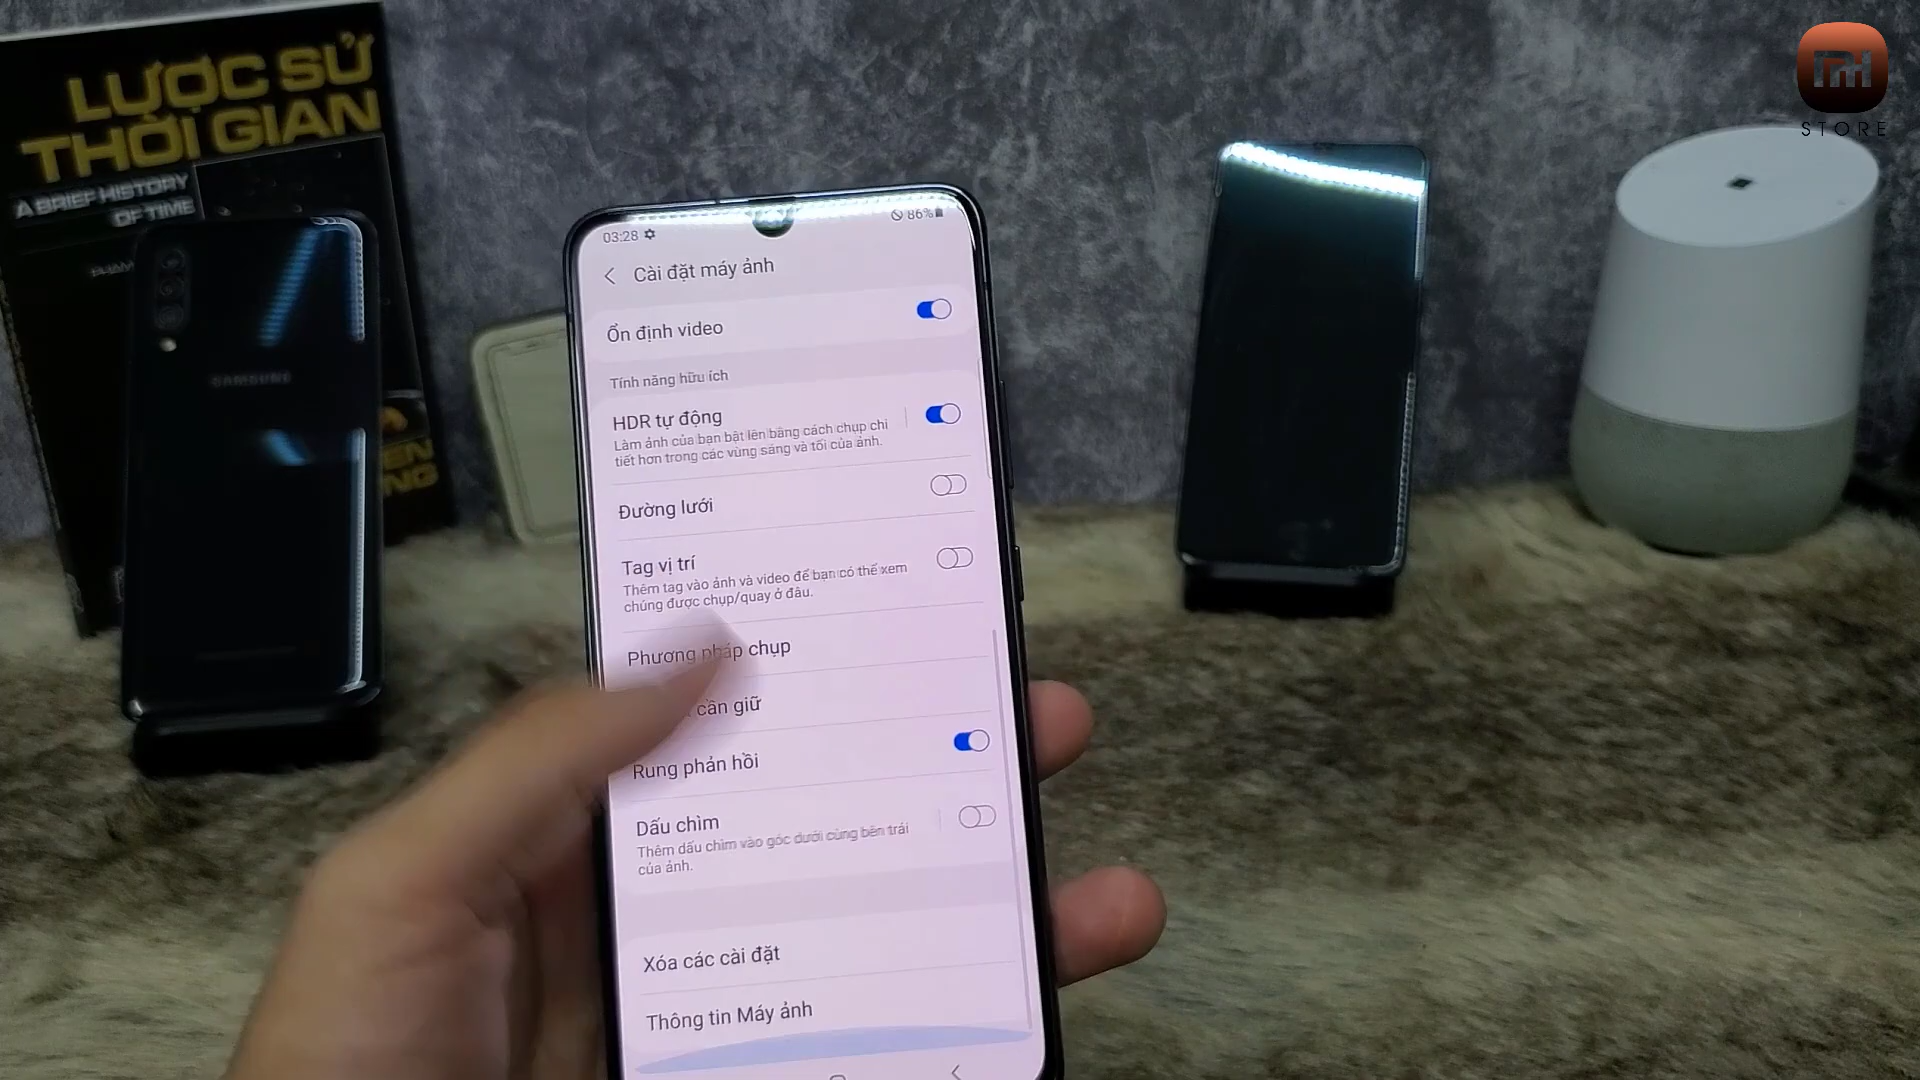 LƯỢC SỬ
THỜI GIAN
A BRIEF HISTORY
OF TIME
SAMSUNG
STORE
03:28
86%
Cài đặt máy ảnh
Ổn định video
Tính năng hữu ích
HDR tự động
Làm ảnh của bạn bật lên bằng cách chụp chi
tiết hơn trong các vùng sáng và tối của ảnh.
Đường lưới
Tag vị trí
Thêm tag vào ảnh và video để bạn có thể xem
chúng được chụp/quay ở đâu.
Phương pháp chụp
cần giữ
Rung phản hồi
Dấu chìm
Thêm dấu chìm vào góc dưới cùng bên trái
của ảnh.
Xóa các cài đặt
Thông tin Máy ảnh